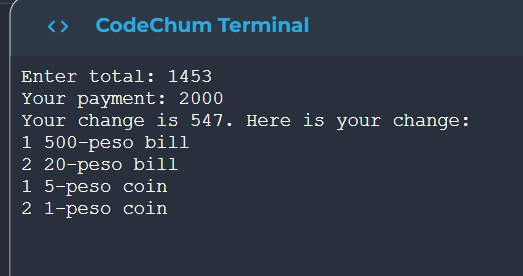 <> CodeChum Terminal
Enter total: 1453
Your payment: 2000
Your change is 547. Here is your change:
1 500-peso bill
2 20-peso bill
1 5-peso coin
2 1-peso coin